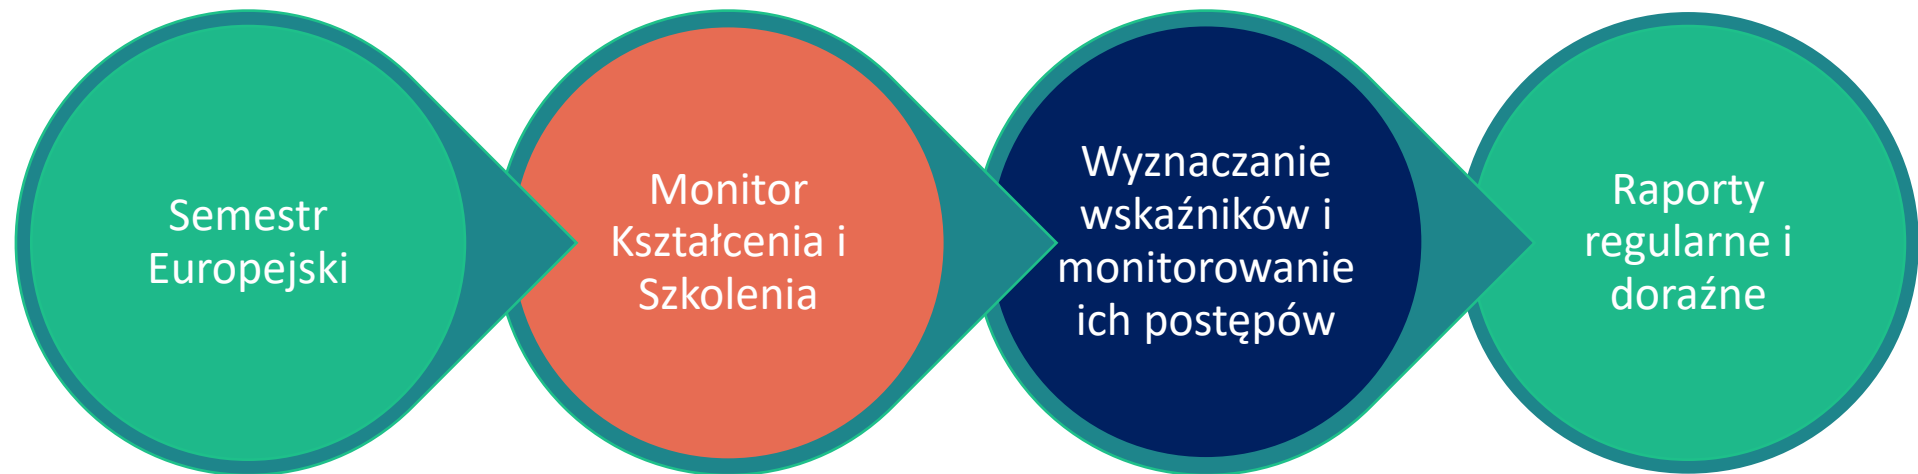 Semestr
Europejski
Monitor
Kształcenia i
Szkolenia
Wyznaczanie
wskaźników i
monitorowanie
ich postępów
Raporty
regularne i
doraźne